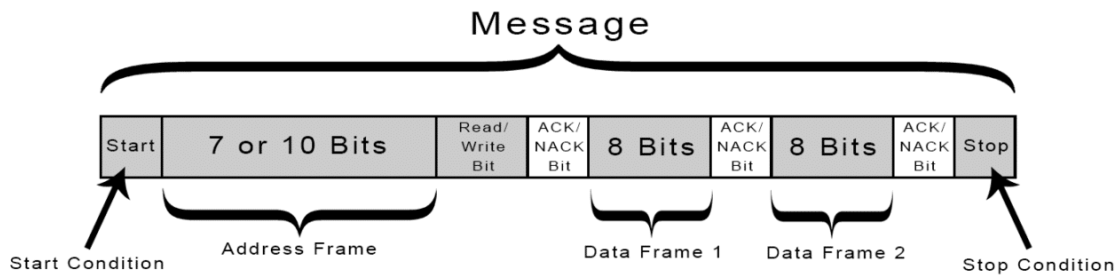 Message
Start
7 or 10 Bits
Read/
Write
Bit
ACK/
NACK
Bit
8 Bits
ACK/
NACK
Bit
8 Bits
ACK/
NACK
Bit
Stop
Start Condition
Address Frame
Data Frame 1
Data Frame 2
Stop Condition